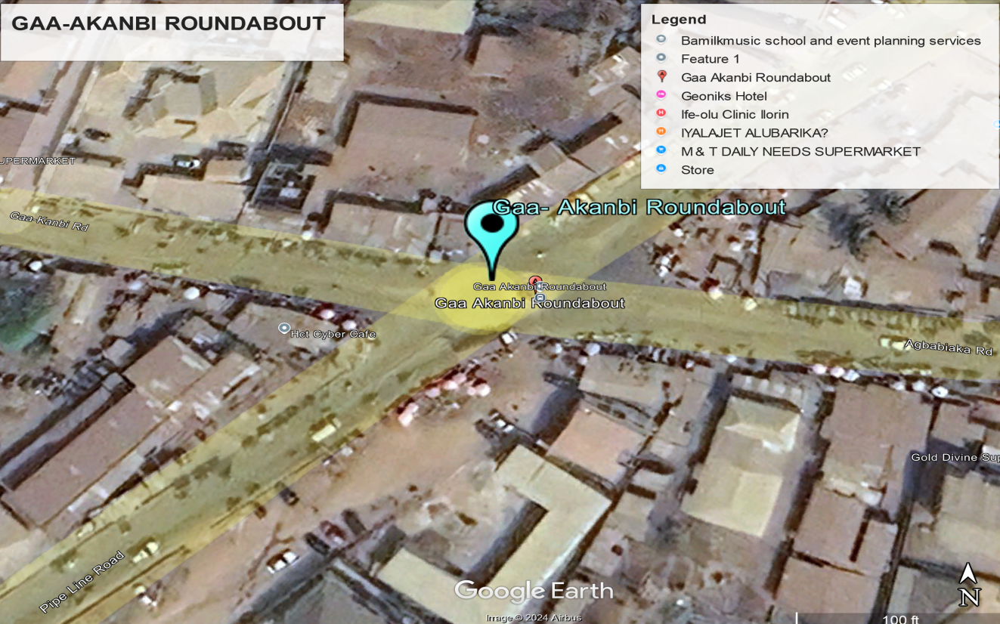 GAA-AKANBI ROUNDABOUT
Legend
Bamilkmusic school and event planning services
Feature 1
Gaa Akanbi Roundabout
Geoniks Hotel
Ife-olu Clinic Ilorin
IYALAJET ALUBARIKA?
M & T DAILY NEEDS SUPERMARKET
Store
UPERMARKET
Gaa-Kanbi Rd
Gaa- Akanbi Roundabout
Gaa Akanbi Roundabout
Gaa Akanbi Roundabout
Hct Cyber Cafe
Agbabiaka Rd
Gold Divine Sup
Pipe Line Road
Google Earth
Image © 2024 Airbus
N
100 ft